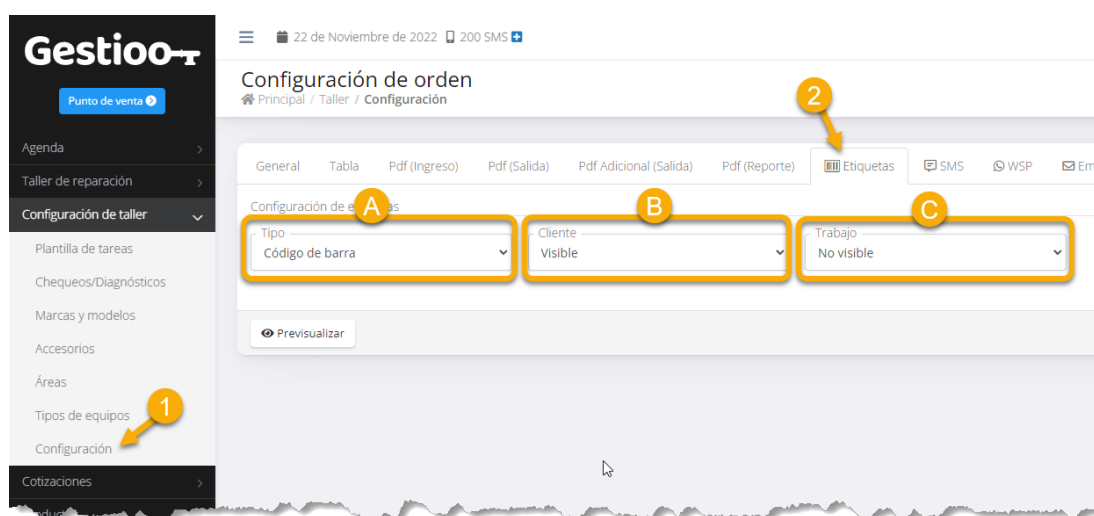 Gestioo
22 de Noviembre de 2022 200 SMS
Punto de venta
Configuración de orden
Principal / Taller / Configuración
2
Agenda
Taller de reparación
Configuración de taller
Plantilla de tareas
Chequeos/Diagnósticos
Marcas y modelos
Accesorios
Áreas
Tipos de equipos
1
Configuración
Cotizaciones
General Tabla Pdf (Ingreso) Pdf (Salida) Pdf Adicional (Salida) Pdf (Reporte) Etiquetas SMS WSP Em
Configuración de
A B C
Tipo Cliente Trabajo
Código de barra Visible No visible
Previsualizar